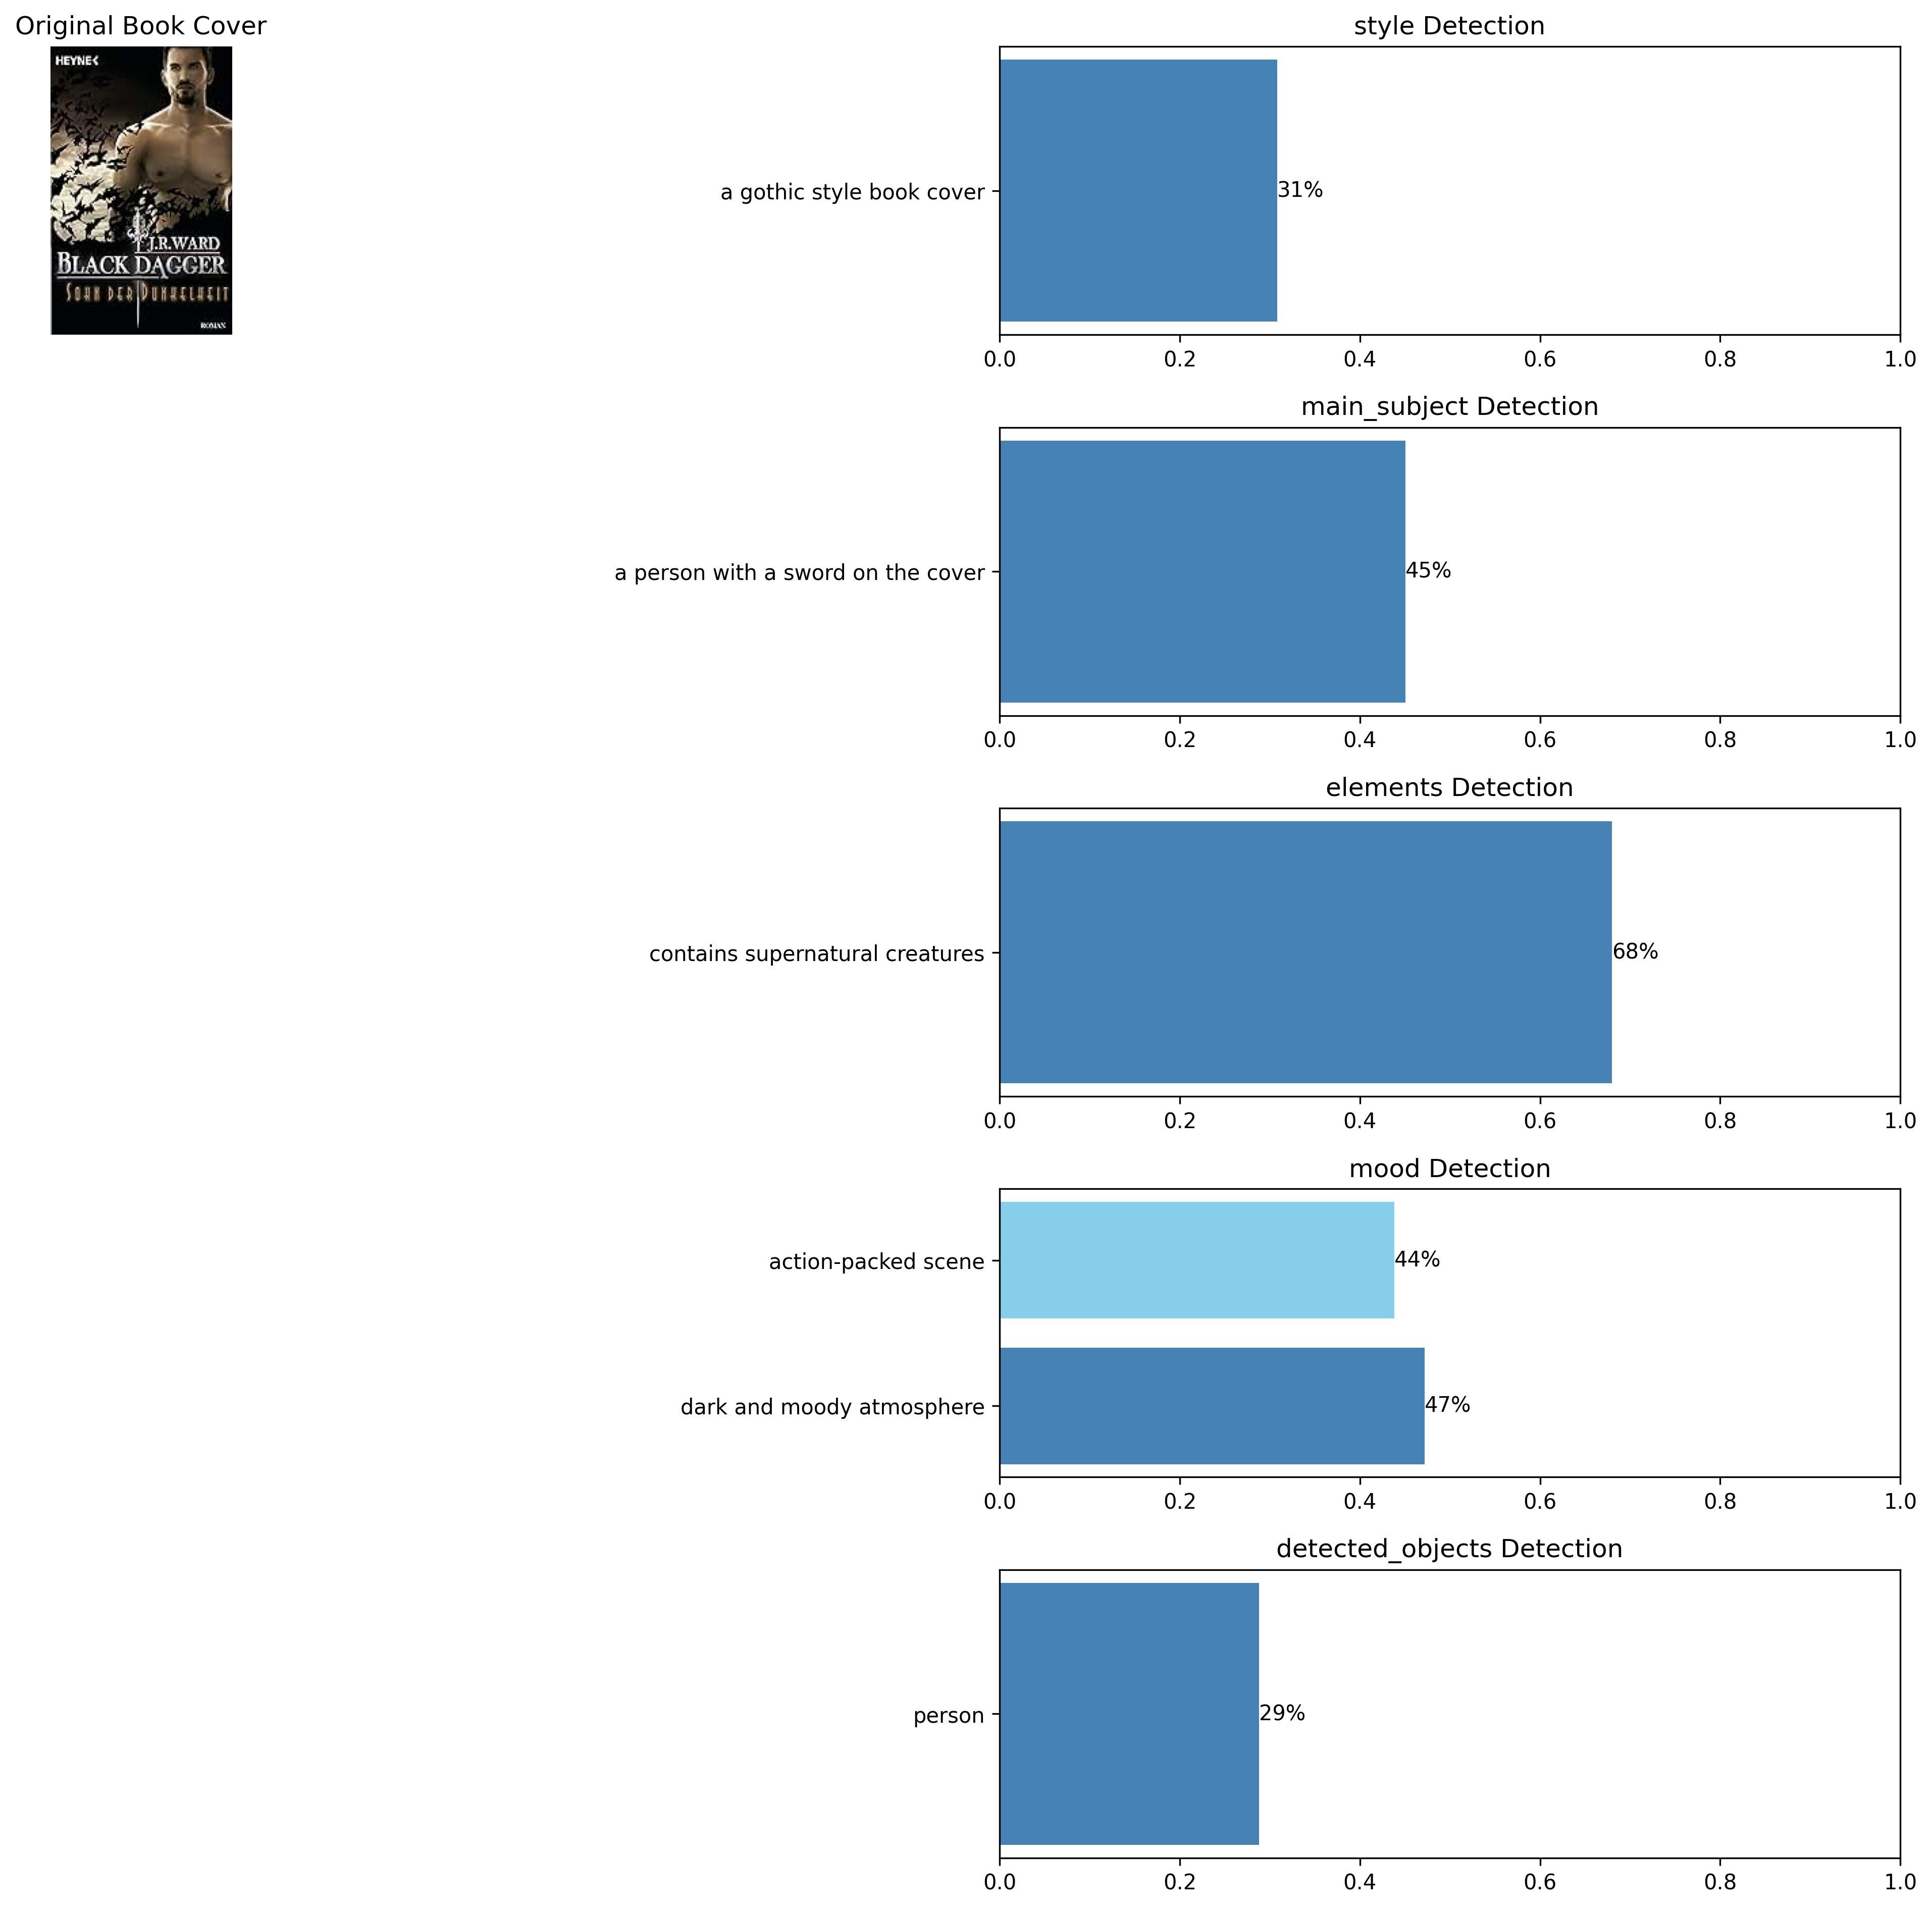 Original Book Cover
HEYNE<
J.R.WARD
BLACK DAGGER
SOHN DER DUNKELHEIT
ROMAN
style Detection
a gothic style book cover
31%
0.0 0.2 0.4 0.6 0.8 1.0
main_subject Detection
a person with a sword on the cover
45%
0.0 0.2 0.4 0.6 0.8 1.0
elements Detection
contains supernatural creatures
68%
0.0 0.2 0.4 0.6 0.8 1.0
mood Detection
action-packed scene
44%
dark and moody atmosphere
47%
0.0 0.2 0.4 0.6 0.8 1.0
detected_objects Detection
person
29%
0.0 0.2 0.4 0.6 0.8 1.0